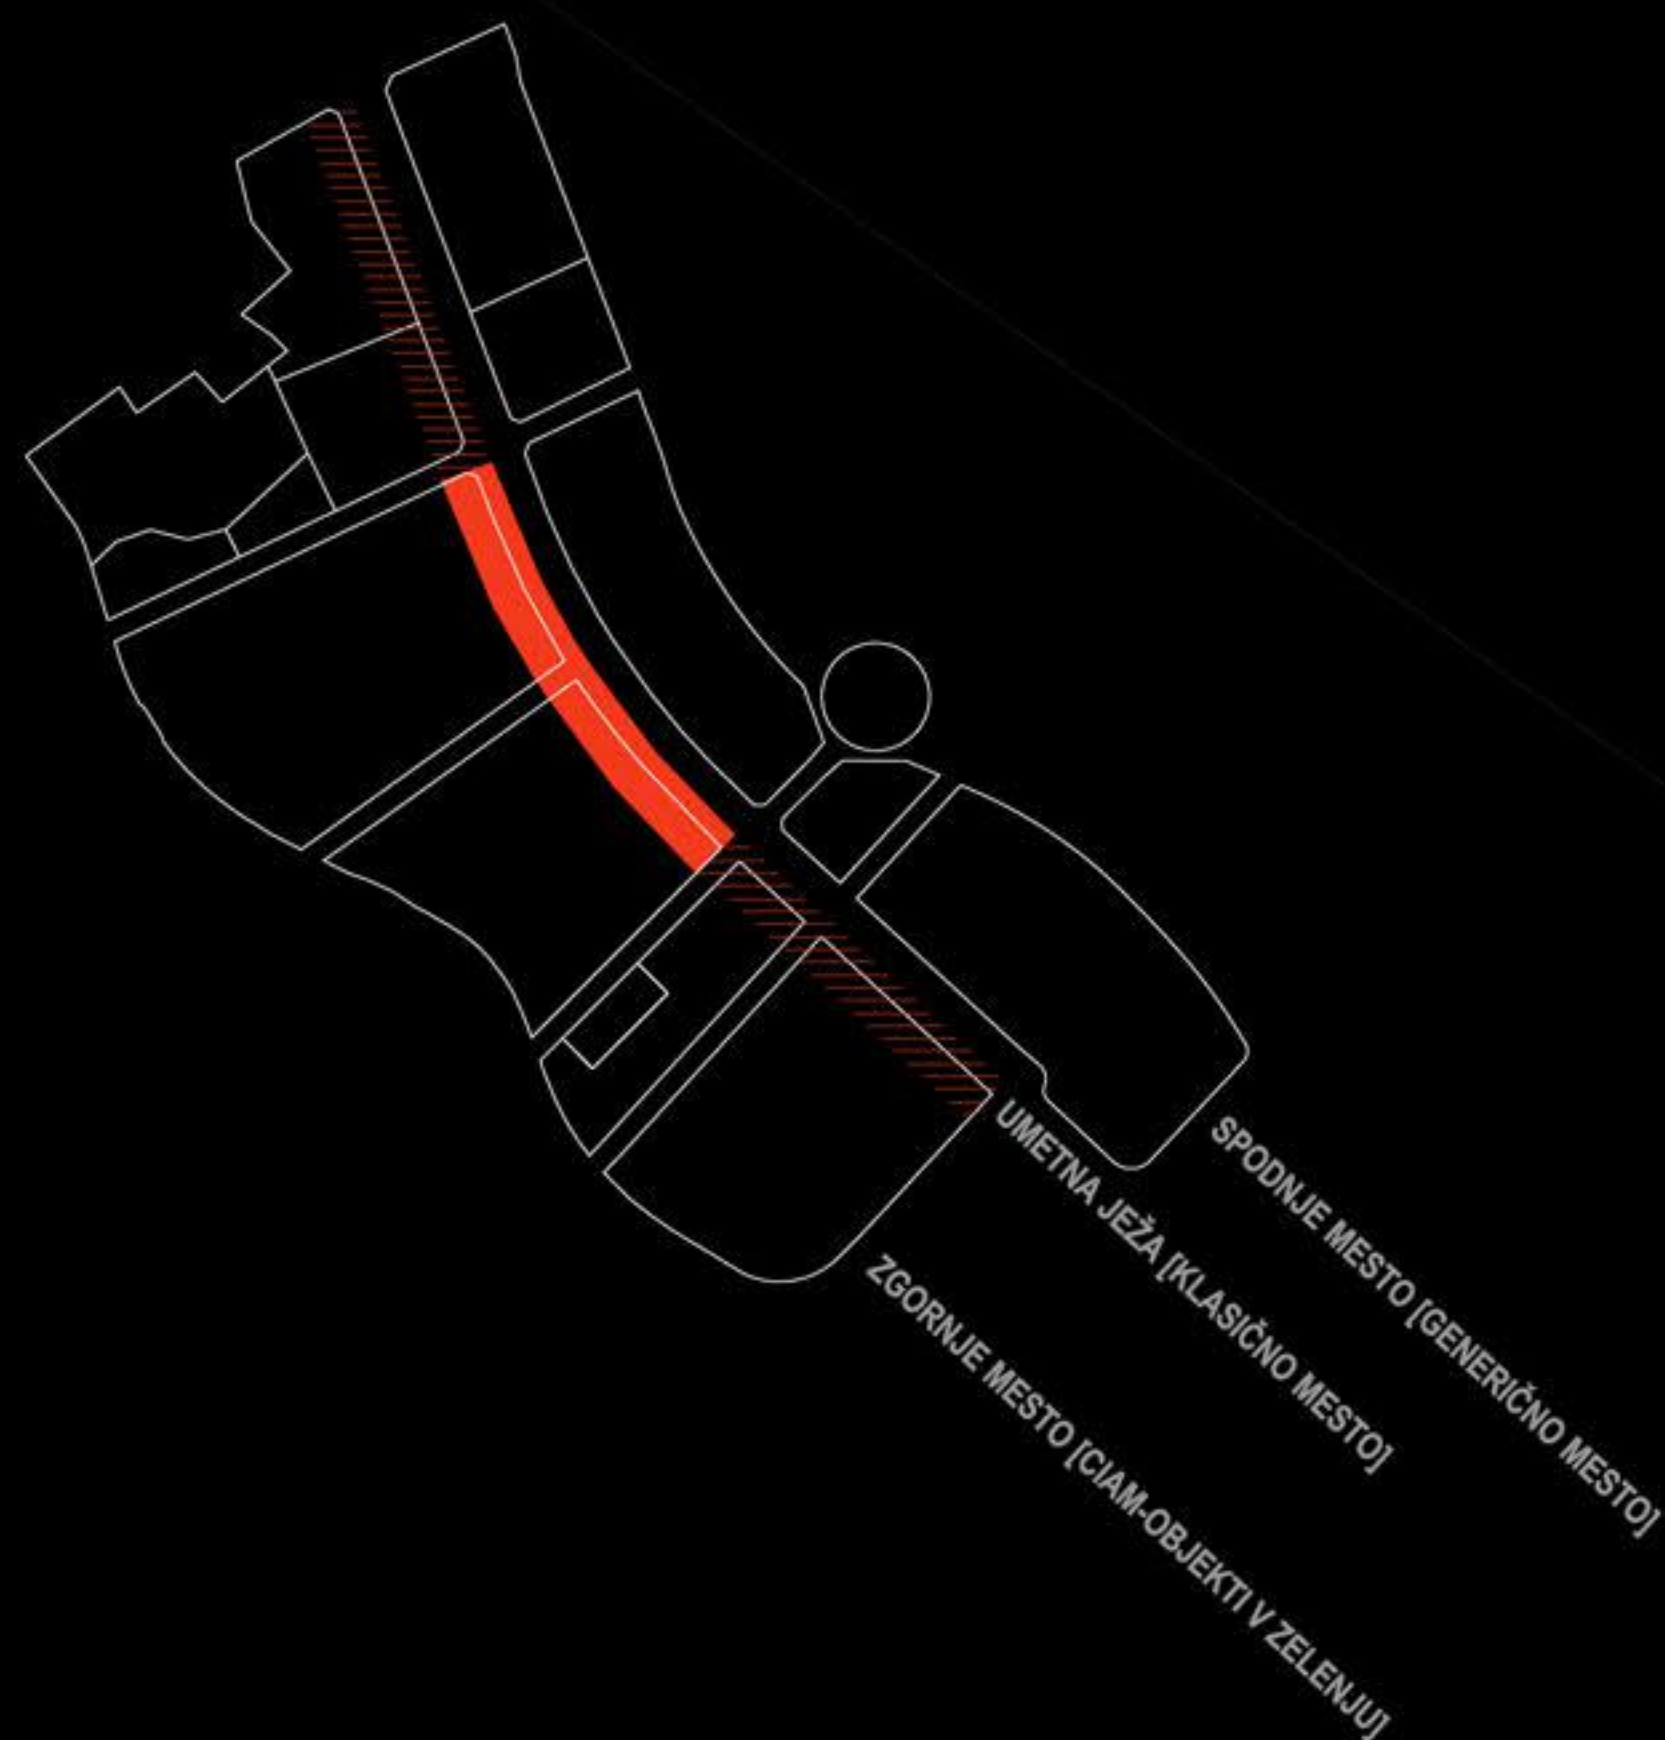 SPODNJE MESTO [GENERIČNO MESTO]
UMETNA JEŽA [KLASIČNO MESTO]
ZGORNJE MESTO [CIAM-OBJEKTI V ZELENJU]